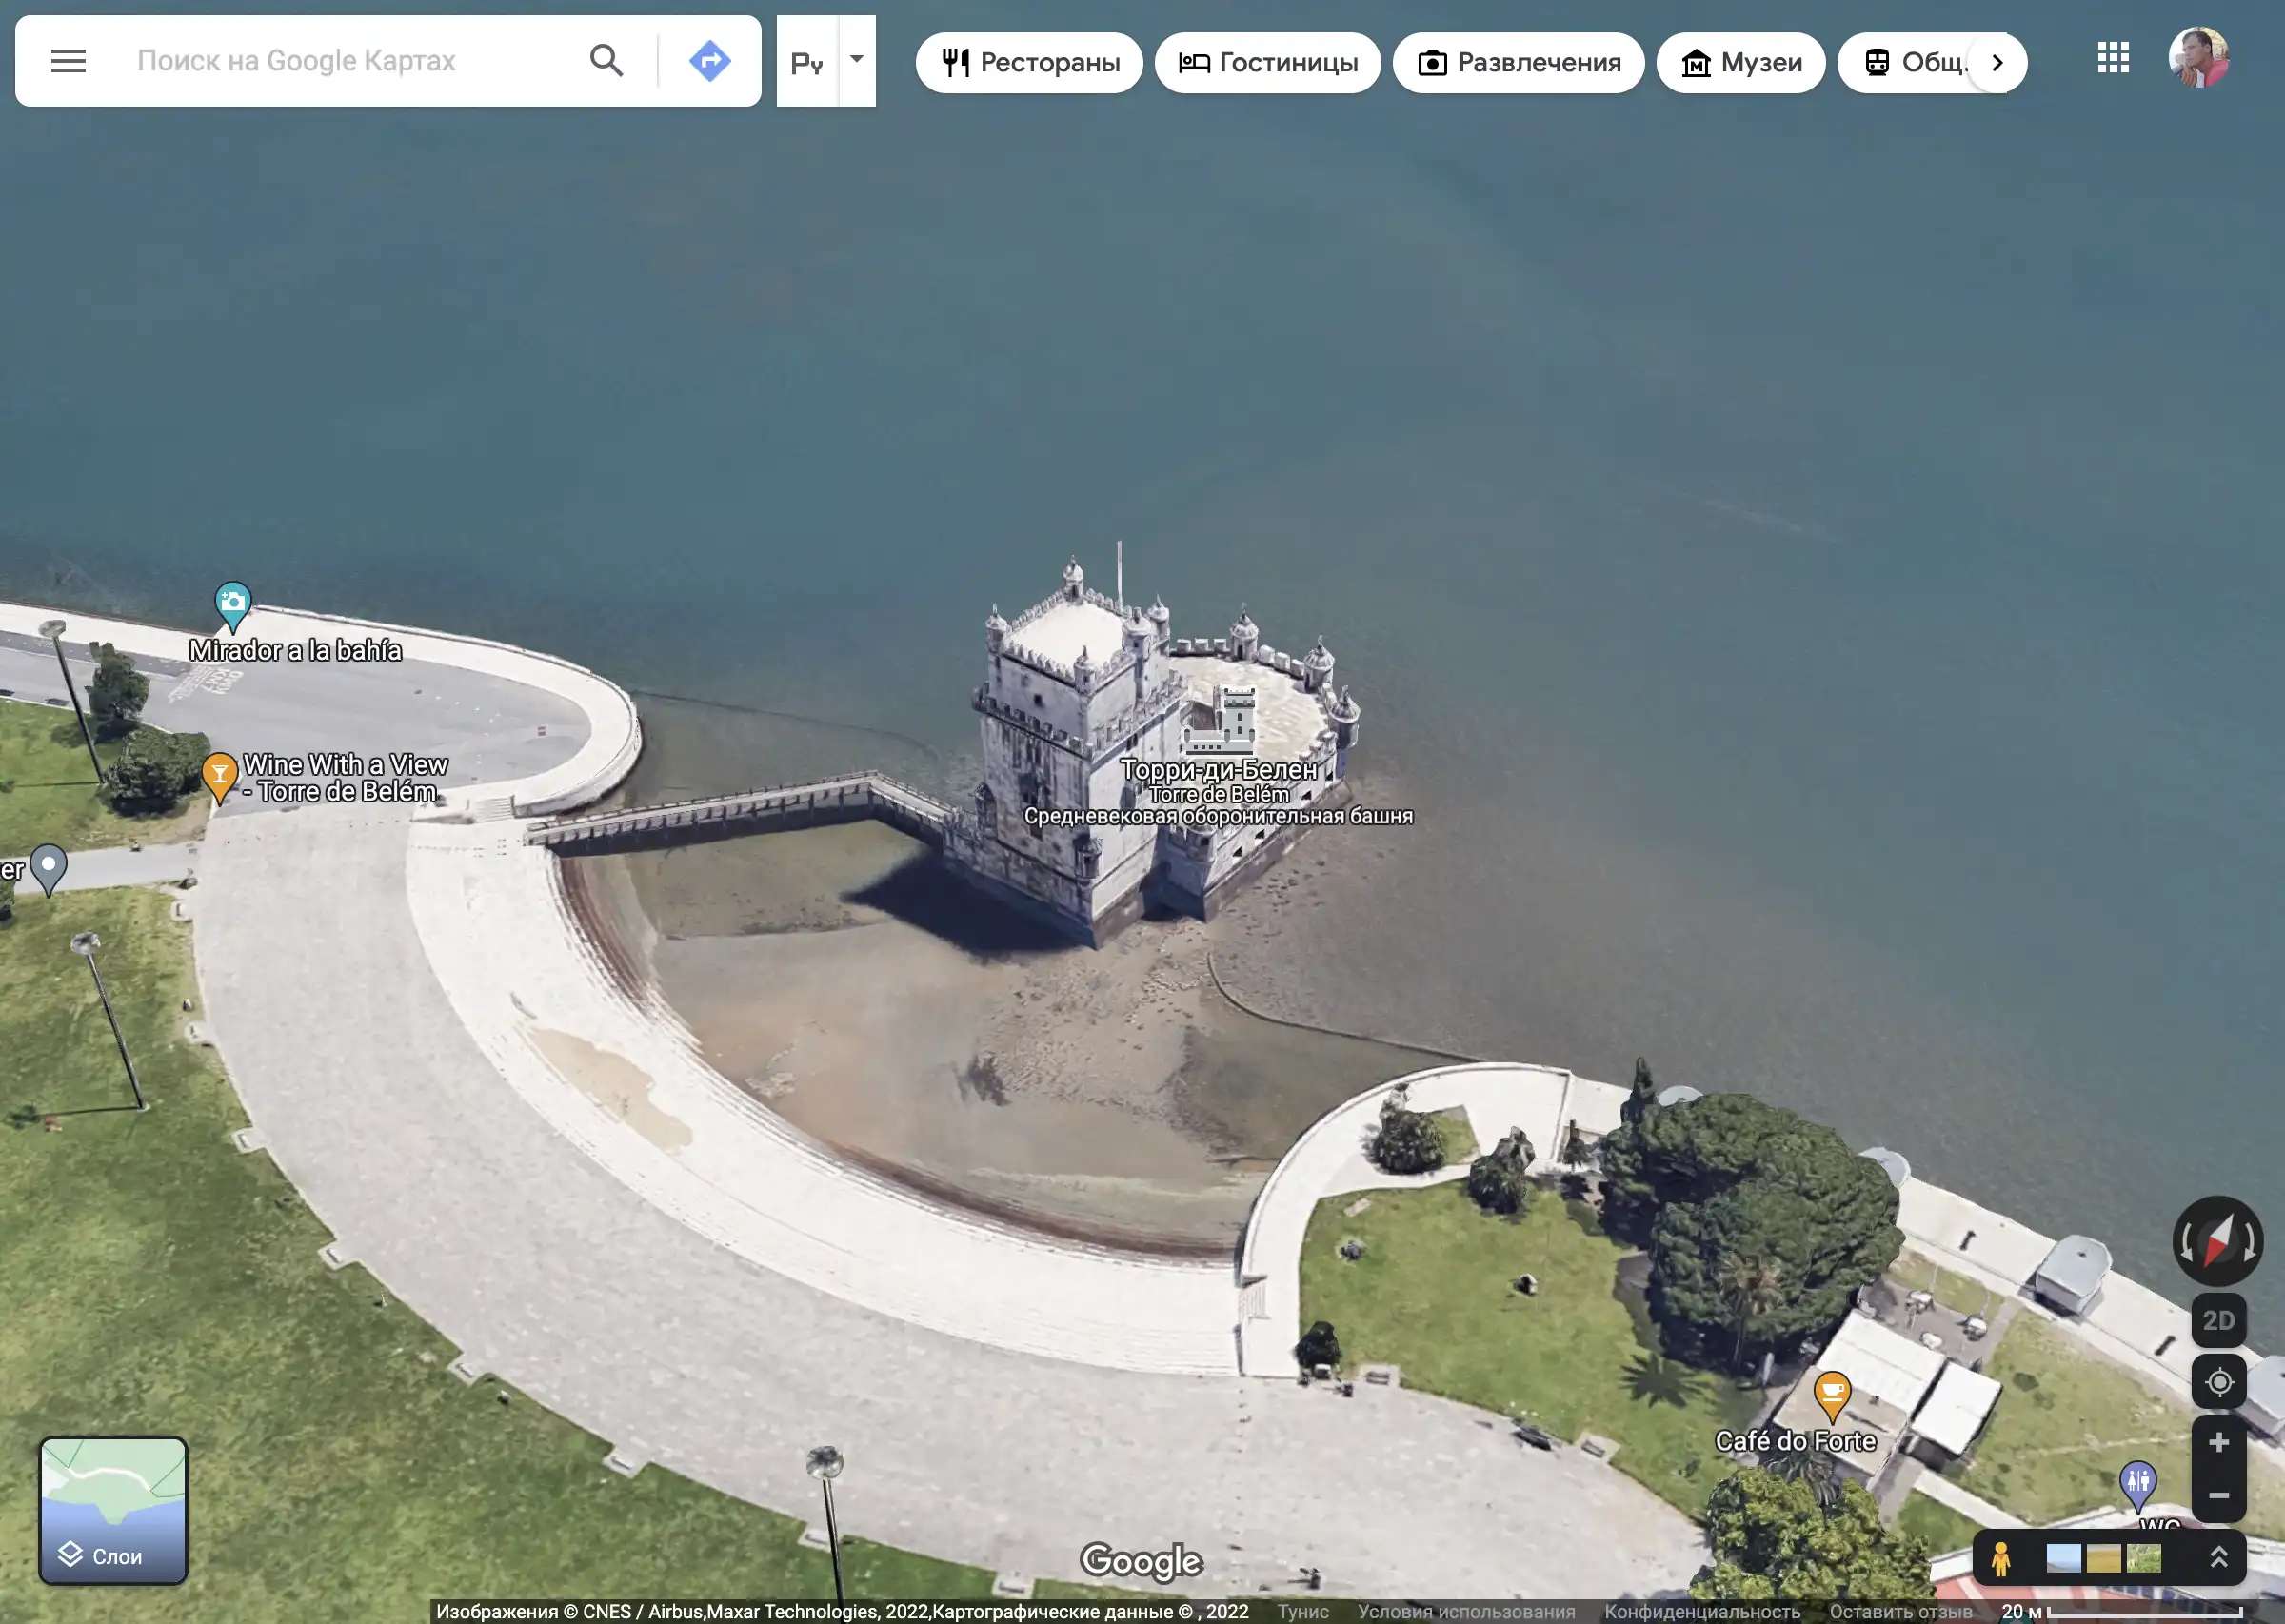 Поиск на Google Картах
Ру
Рестораны
Гостиницы
Развлечения
Музеи
Общ.
Mirador a la bahía
Wine With a View
- Torre de Belém
er
Торри-ди-Белен
Torre de Belém
Средневековая оборонительная башня
2D
Café do Forte
WC
Слои
Google
Изображения © CNES / Airbus,Maxar Technologies, 2022,Картографические данные © , 2022 Тунис Условия использования Конфиденциальность Оставить отзыв 20 м